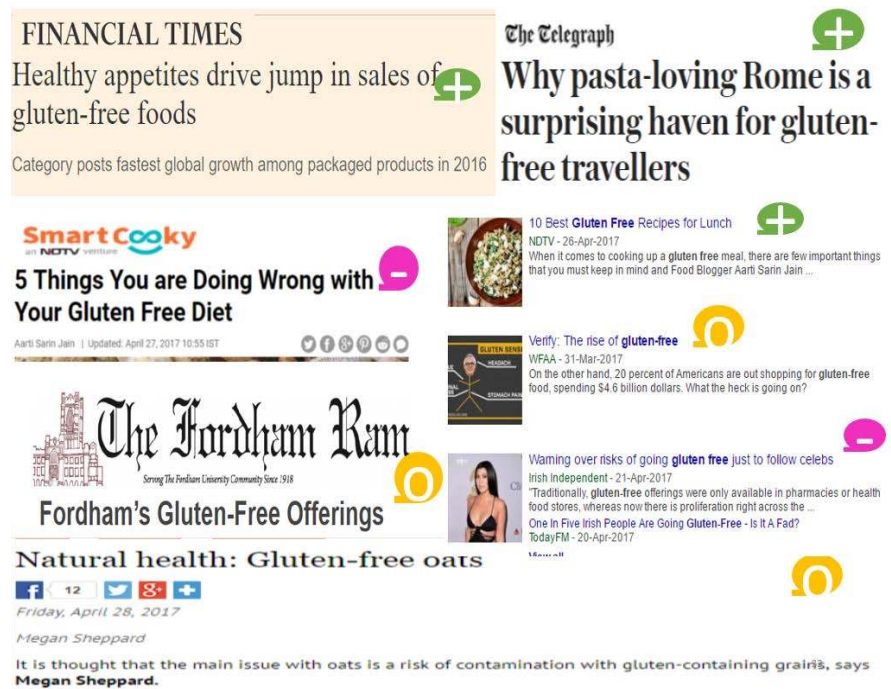 FINANCIAL TIMES
Healthy appetites drive jump in sales of
gluten-free foods
Category posts fastest global growth among packaged products in 2016
+
The Telegraph
+
Why pasta-loving Rome is a
surprising haven for gluten-
free travellers
Smart Cooky
an NDTV venture
-
5 Things You are Doing Wrong with
Your Gluten Free Diet
Aarti Sarin Jain | Updated: April 27, 2017 10:55 IST
10 Best Gluten Free Recipes for Lunch
+
NDTV - 26-Apr-2017
When it comes to cooking up a gluten free meal, there are few important things
that you must keep in mind and Food Blogger Aarti Sarin Jain ...
O
Verify: The rise of gluten-free
WFAA - 31-Mar-2017
On the other hand, 20 percent of Americans are out shopping for gluten-free
food, spending $4.6 billion dollars. What the heck is going on?
GLUTEN SENS
HEADACH
STOMACH PAIN
The Fordham Ram
Serving The Fordham University Community Since 1918
O
Fordham's Gluten-Free Offerings
-
Warning over risks of going gluten free just to follow celebs
Irish Independent - 21-Apr-2017
"Traditionally, gluten-free offerings were only available in pharmacies or health
food stores, whereas now there is proliferation right across the ...
One In Five Irish People Are Going Gluten-Free - Is It A Fad?
TodayFM - 20-Apr-2017
Natural health: Gluten-free oats
O
f 12 8+ +
Friday, April 28, 2017
Megan Sheppard
It is thought that the main issue with oats is a risk of contamination with gluten-containing grains, says
Megan Sheppard.